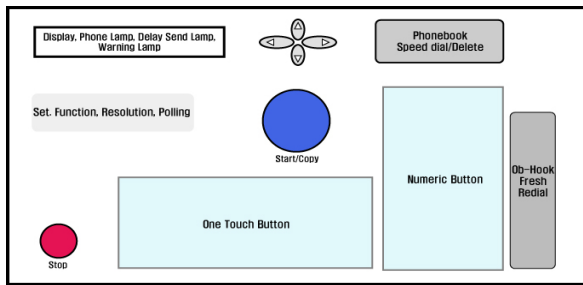 Display, Phone Lamp, Delay Send Lamp,
Warning Lamp
Phonebook
Speed dial/Delete
Set. Function, Resolution, Polling
Start/Copy
Numeric Button
Ob-Hook
Fresh
Redial
One Touch Button
Stop